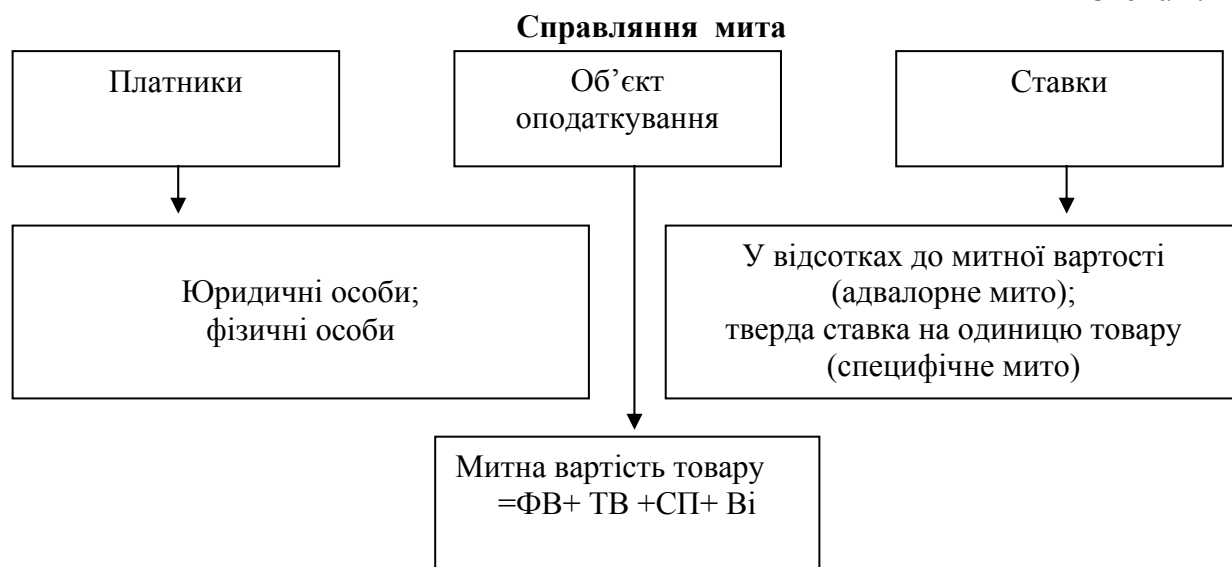 Справляння мита
Платники
Об’єкт
оподаткування
Ставки
Юридичні особи;
фізичні особи
У відсотках до митної вартості
(адвалорне мито);
тверда ставка на одиницю товару
(специфічне мито)
Митна вартість товару
=ФВ+ ТВ +СП+ Ві